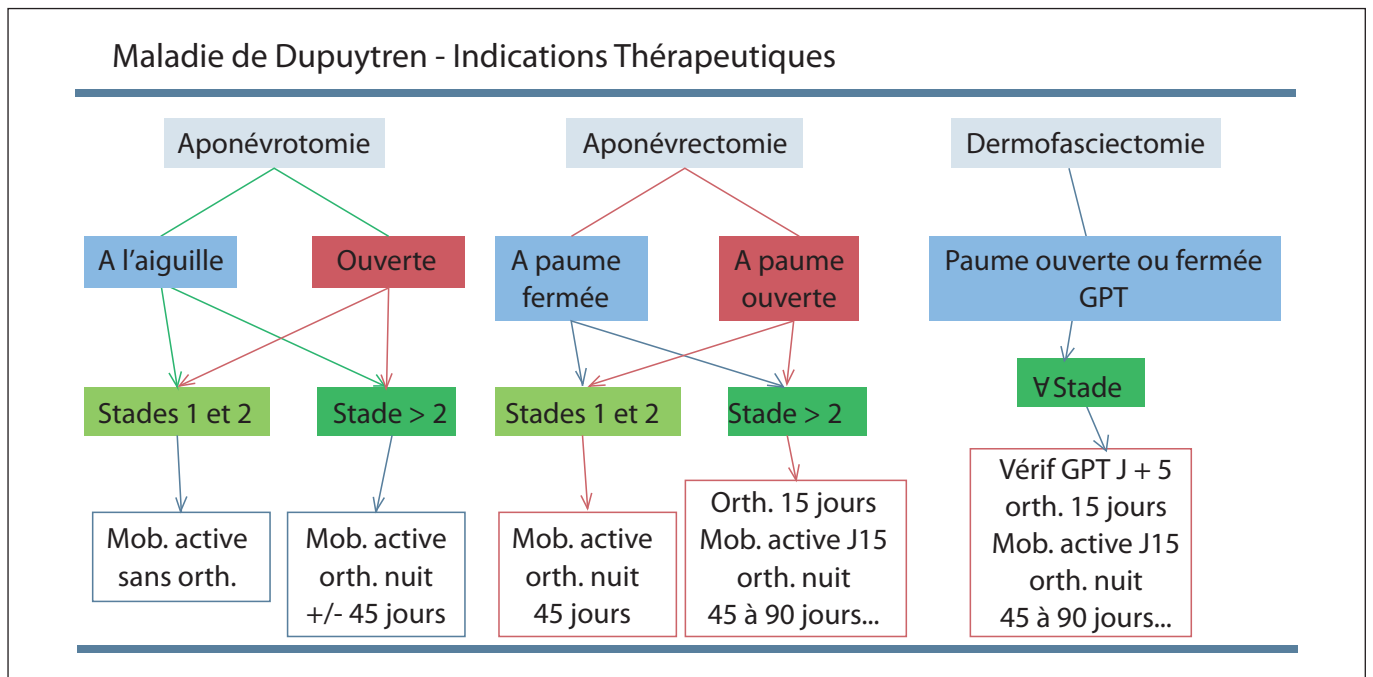 Maladie de Dupuytren - Indications Thérapeutiques
Aponévrotomie
Aponévrectomie
Dermofasciectomie
A l’aiguille
Ouverte
A paume
fermée
A paume
ouverte
Paume ouverte ou fermée
GPT
Stades 1 et 2
Stade > 2
Stades 1 et 2
Stade > 2
∀ Stade
Mob. active
sans orth.
Mob. active
orth. nuit
+/- 45 jours
Mob. active
orth. nuit
45 jours
Orth. 15 jours
Mob. active J15
orth. nuit
45 à 90 jours...
Vérif GPT J + 5
orth. 15 jours
Mob. active J15
orth. nuit
45 à 90 jours...